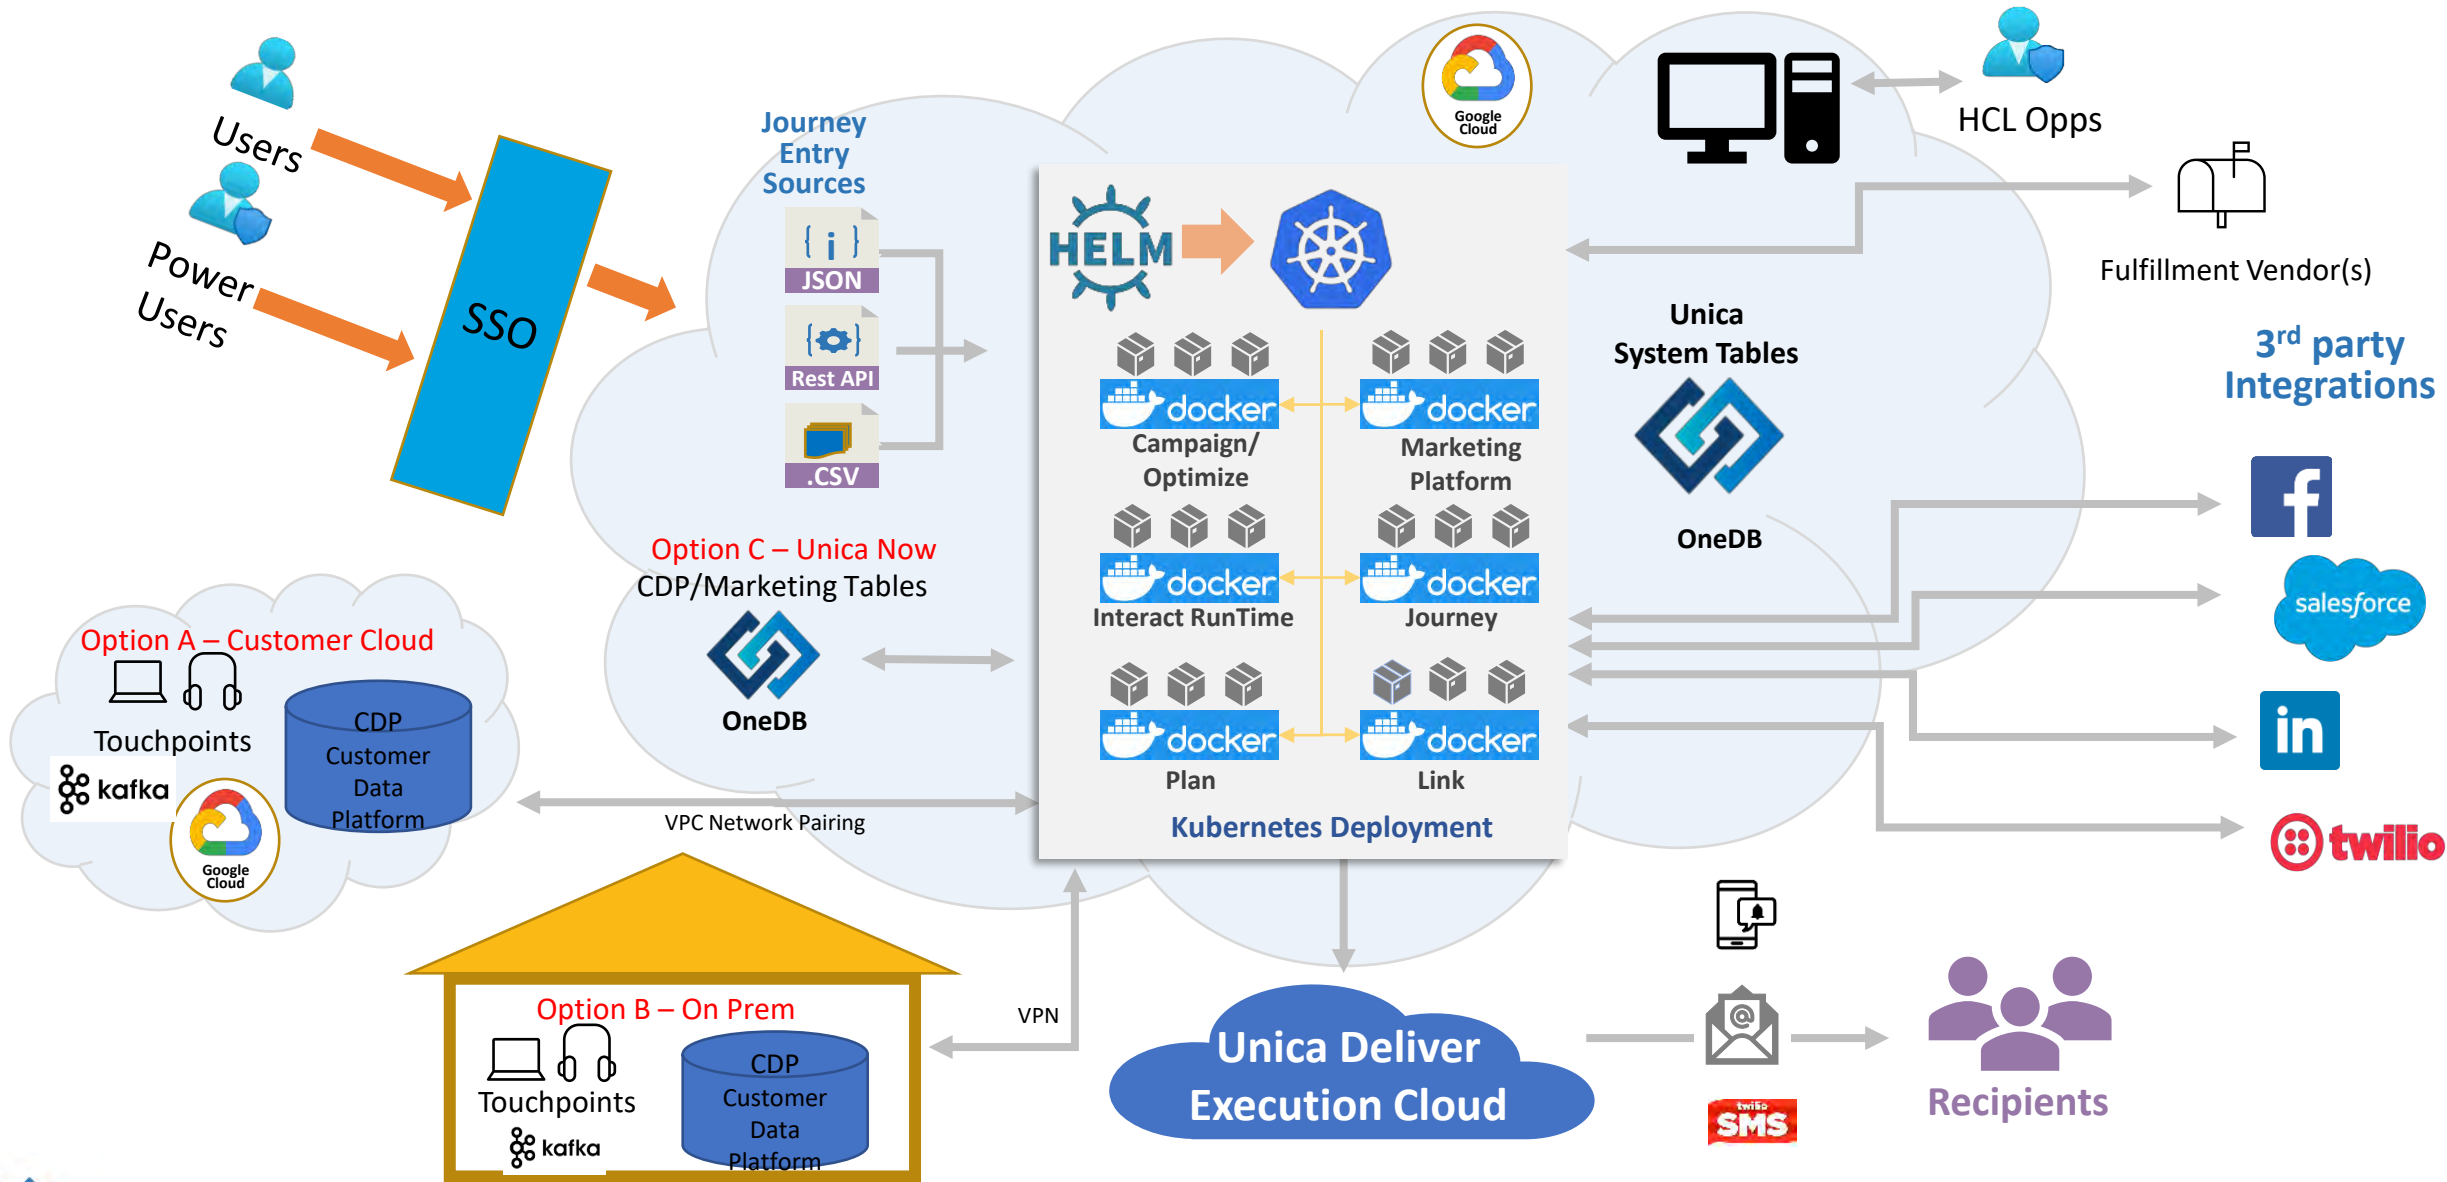 Users
Power
Users
SSO
Journey
Entry
Sources
{ i }
JSON
Rest API
.CSV
Google
Cloud
HCL Opps
Fulfillment Vendor(s)
3rd party
Integrations
HELM
docker
Campaign/
Optimize
docker
Marketing
Platform
docker
Interact RunTime
docker
Journey
docker
Plan
docker
Link
Kubernetes Deployment
Unica
System Tables
OneDB
Option C – Unica Now
CDP/Marketing Tables
OneDB
Option A – Customer Cloud
Touchpoints
kafka
Google
Cloud
CDP
Customer
Data
Platform
VPC Network Pairing
Option B – On Prem
Touchpoints
kafka
CDP
Customer
Data
Platform
VPN
Unica Deliver
Execution Cloud
@
twilio
SMS
Recipients
f
salesforce
in
twilio